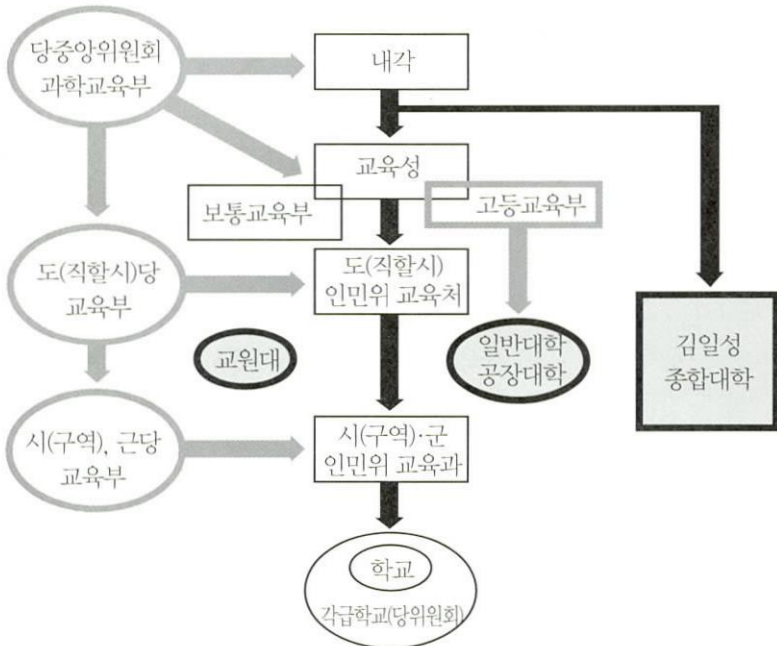 당중앙위원회
과학교육부
내각
교육성
보통교육부
고등교육부
도(직할시)당
교육부
도(직할시)
인민위 교육처
교원대
일반대학
공장대학
김일성
종합대학
시(구역), 근당
교육부
시(구역)·군
인민위 교육과
학교
각급학교(당위원회)